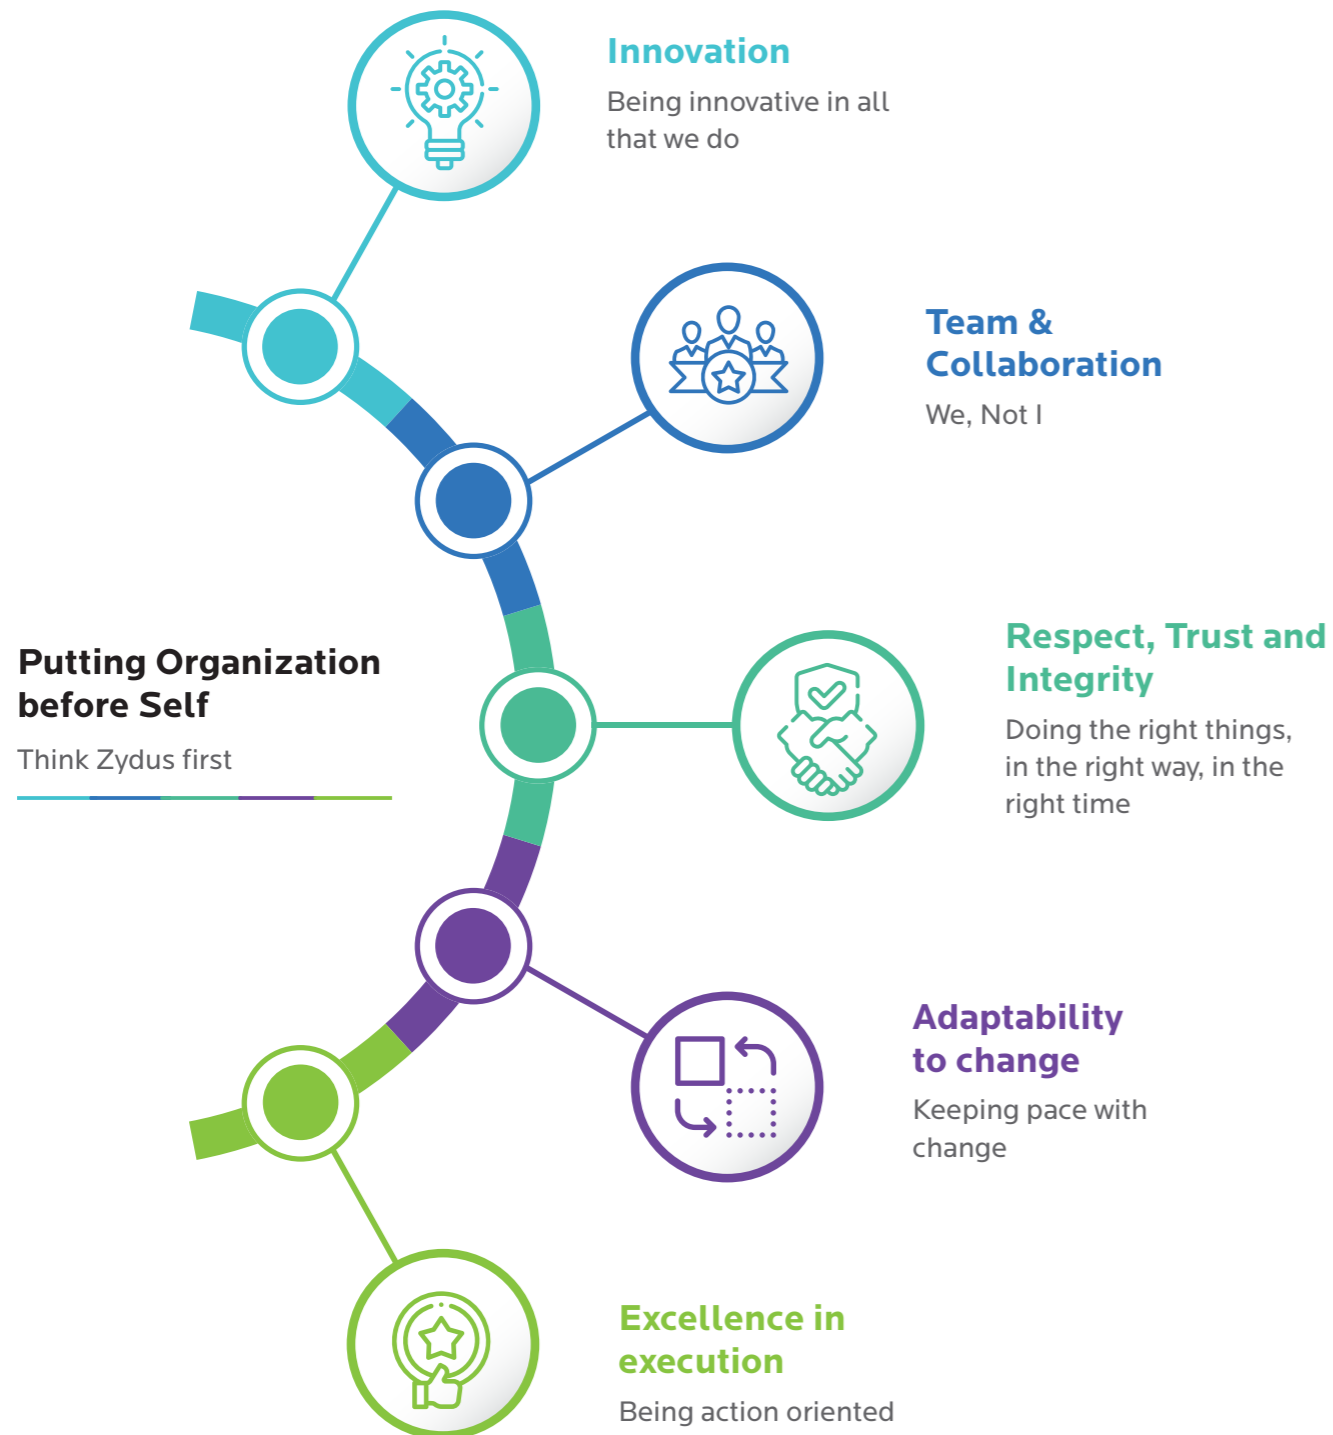 Innovation
Being innovative in all
that we do
Team &
Collaboration
We, Not I
Putting Organization
before Self
Think Zydus first
Respect, Trust and
Integrity
Doing the right things,
in the right way, in the
right time
Adaptability
to change
Keeping pace with
change
Excellence in
execution
Being action oriented